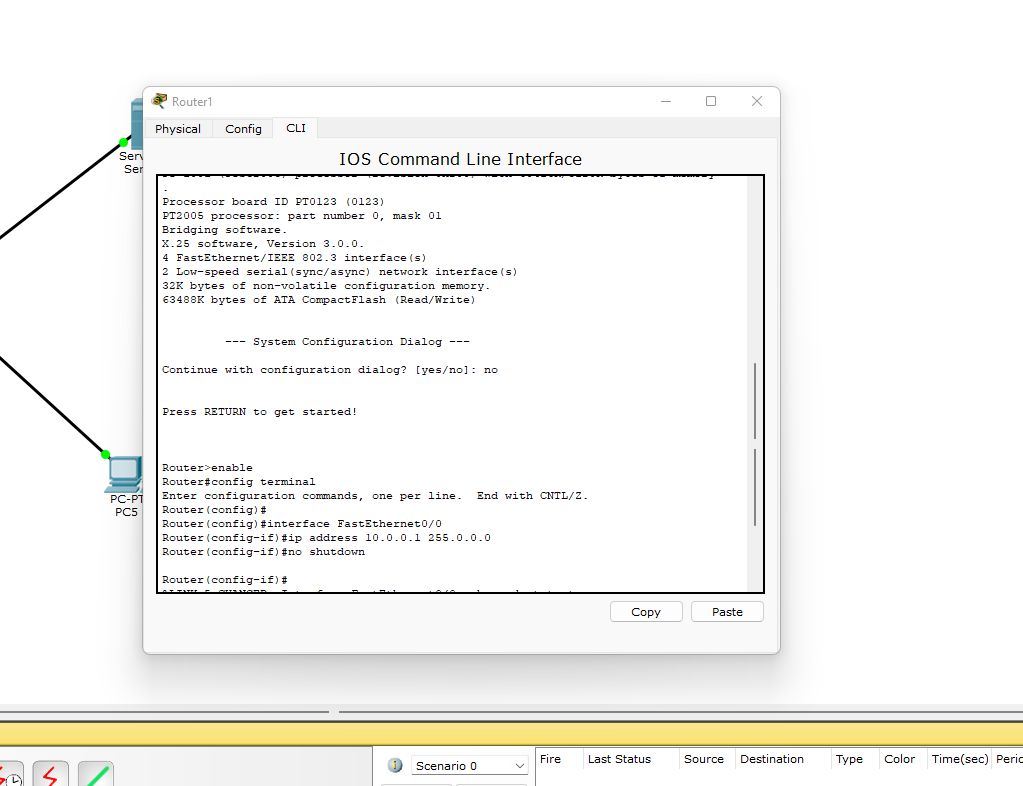 Router1
Physical Config CLI
IOS Command Line Interface
.
Processor board ID PT0123 (0123)
PT2005 processor: part number 0, mask 01
Bridging software.
X.25 software, Version 3.0.0.
4 FastEthernet/IEEE 802.3 interface(s)
2 Low-speed serial(sync/async) network interface(s)
32K bytes of non-volatile configuration memory.
63488K bytes of ATA CompactFlash (Read/Write)
--- System Configuration Dialog ---
Continue with configuration dialog? [yes/no]: no
Press RETURN to get started!
Router>enable
Router#config terminal
Enter configuration commands, one per line.  End with CNTL/Z.
Router(config)#
Router(config)#interface FastEthernet0/0
Router(config-if)#ip address 10.0.0.1 255.0.0.0
Router(config-if)#no shutdown
Router(config-if)#
Copy Paste
Serv
Ser
PC-PT
PC5
Scenario 0
Fire Last Status Source Destination Type Color Time(sec) Perio